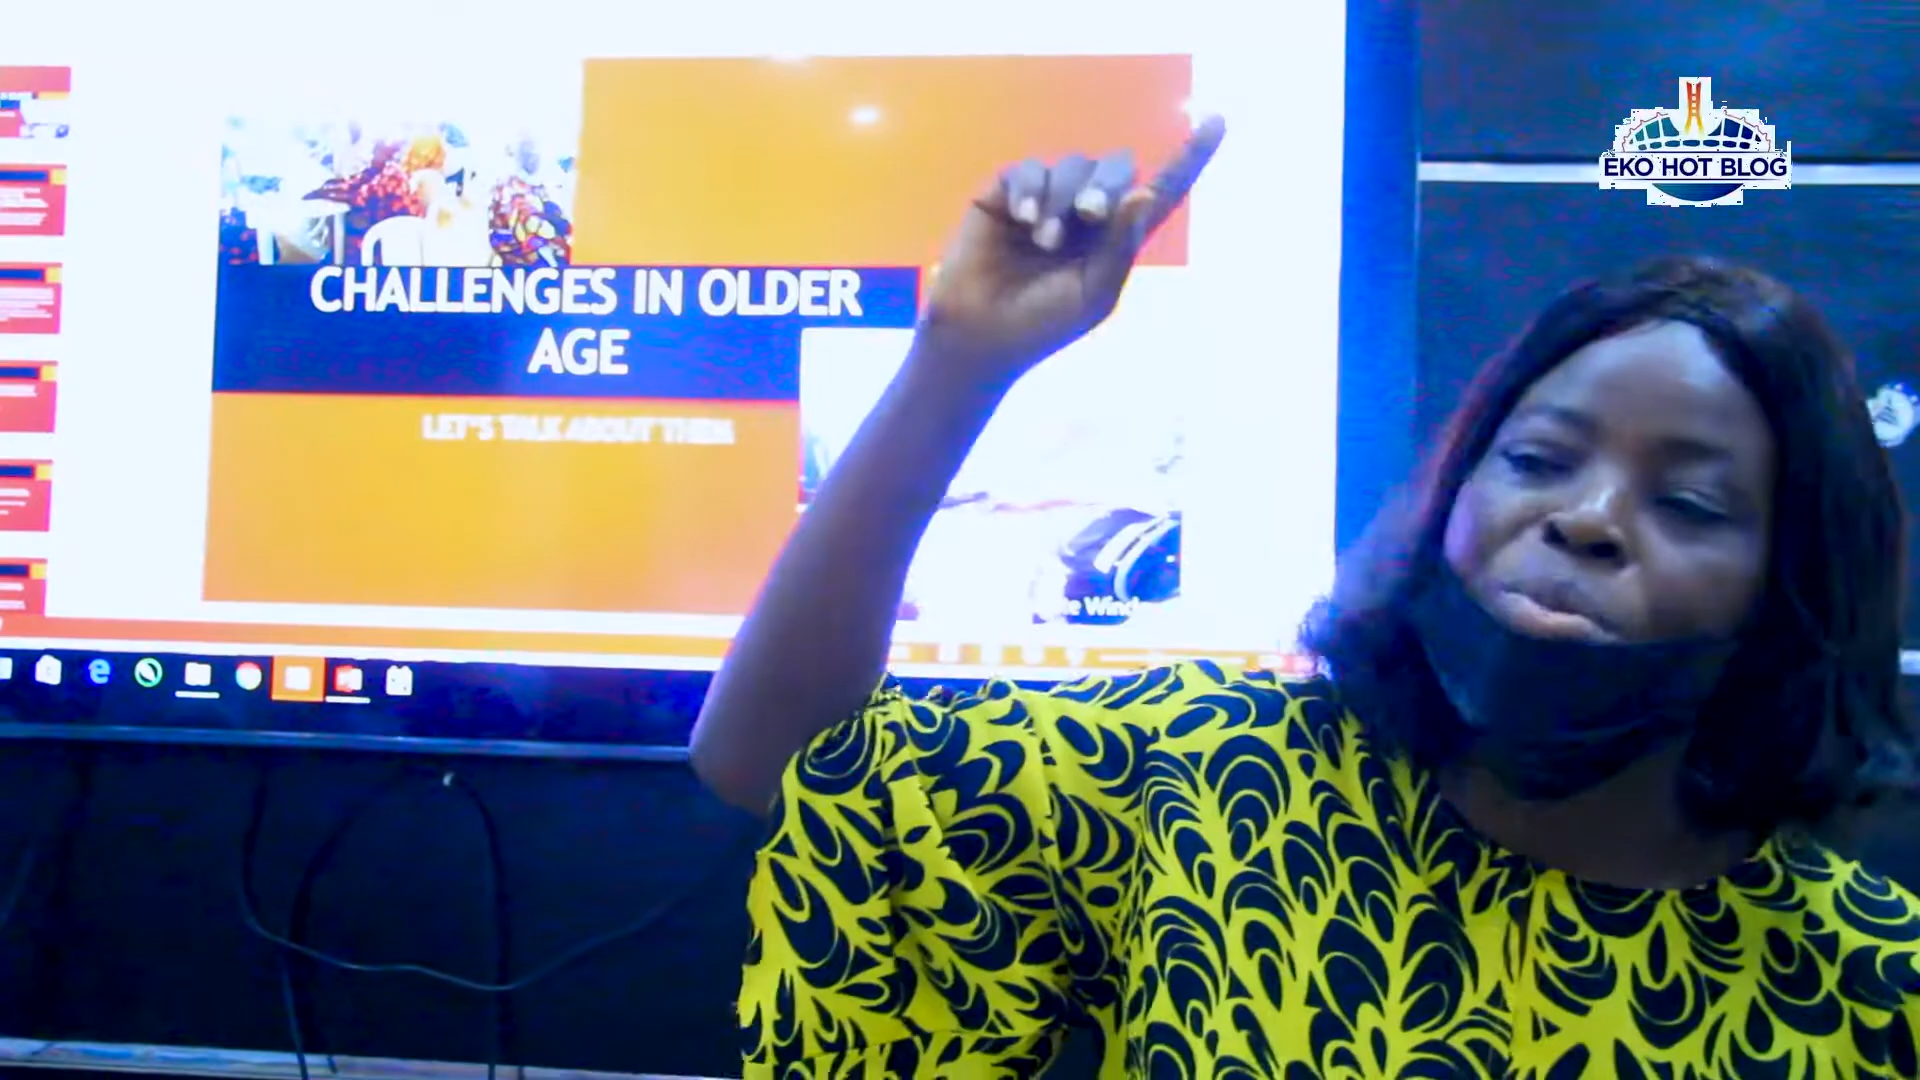 EKO HOT BLOG
CHALLENGES IN OLDER
AGE
LET'S TALK ABOUT THEM